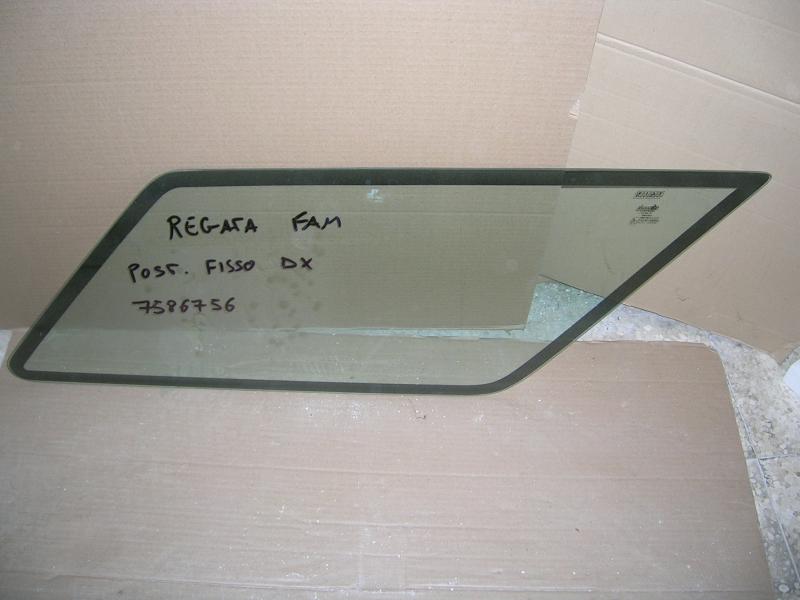 REGATA FAM
POST. FISSO DX
7586756